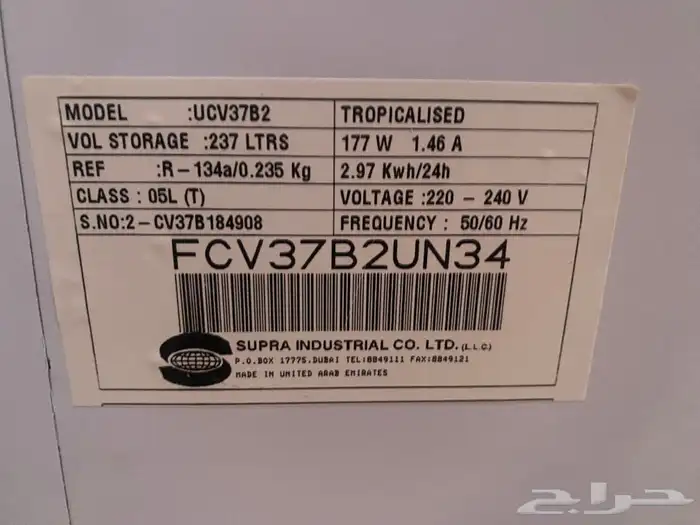 MODEL :UCV37B2 TROPICALISED
VOL STORAGE :237 LTRS 177 W 1.46 A
REF :R-134a/0.235 Kg 2.97 Kwh/24h
CLASS : 05L (T) VOLTAGE :220 - 240 V
S.NO:2-CV37B184908 FREQUENCY : 50/60 Hz
FCV37B2UN34
SUPRA INDUSTRIAL CO. LTD. (L.L.C)
P.O.BOX 17775,DUBAI TEL:8849111 FAX:8849121
MADE IN UNITED ARAB EMIRATES
حراج